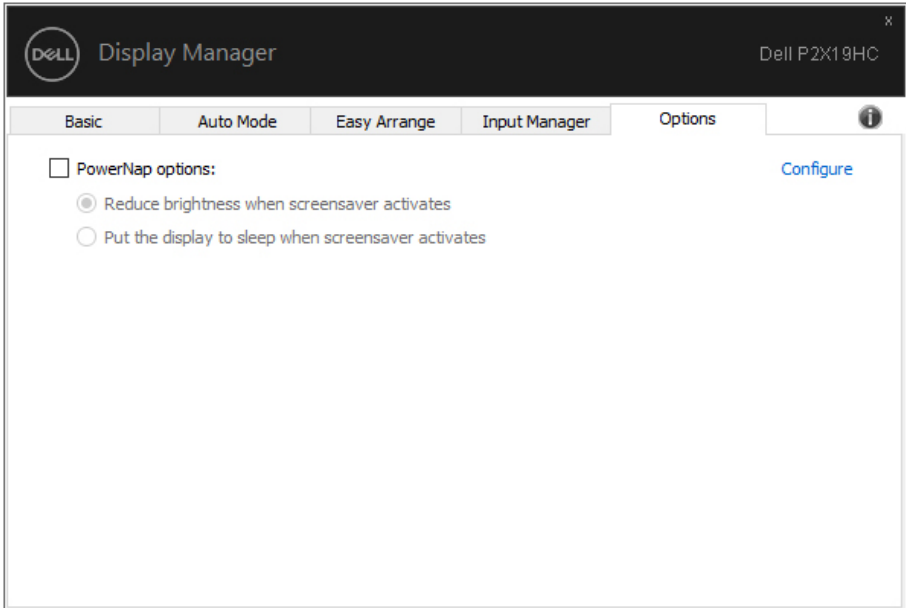 x
DELL Display Manager Dell P2X19HC
Basic Auto Mode Easy Arrange Input Manager Options i
PowerNap options: Configure
Reduce brightness when screensaver activates
Put the display to sleep when screensaver activates